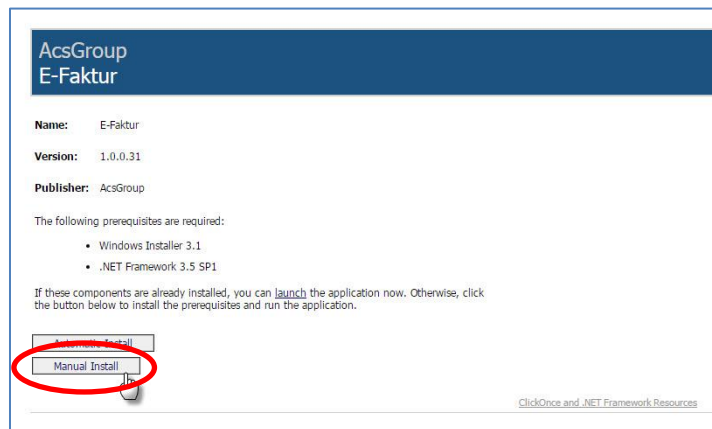 AcsGroup
E-Faktur
Name: E-Faktur
Version: 1.0.0.31
Publisher: AcsGroup
The following prerequisites are required:
• Windows Installer 3.1
• .NET Framework 3.5 SP1
If these components are already installed, you can launch the application now. Otherwise, click
the button below to install the prerequisites and run the application.
Automatic Install
Manual Install
ClickOnce and .NET Framework Resources